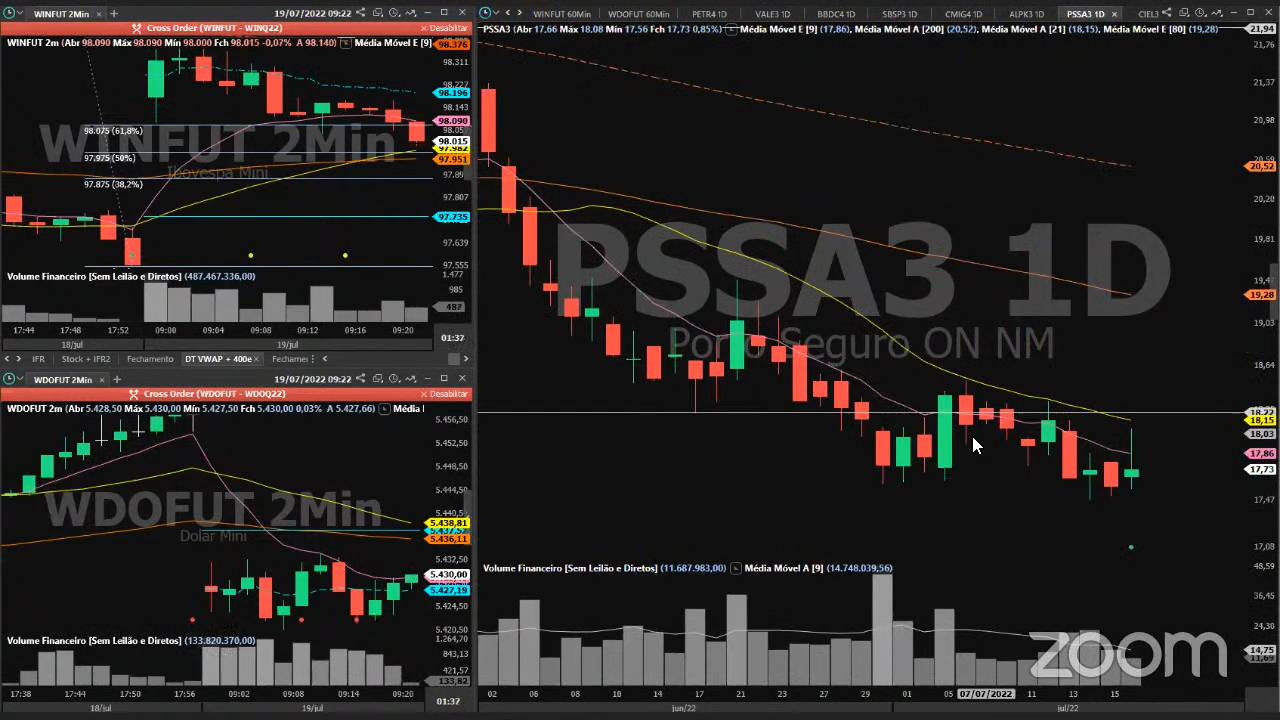 WINFUT 2Min
19/07/2022 09:22
Cross Order (WINFUT - WINQ22)
Desabilitar
WINFUT 2m (Abr 98.090 Máx 98.090 Mín 98.000 Fch 98.015 -0,07% A 98.140)
Média Móvel E [9]
98.376
98.311
98.227
98.196
98.143
98.090
98.015
97.982
97.951
97.807
97.735
97.639
97.555
98.075 (61,8%)
97.975 (50%)
97.875 (38,2%)
WINFUT 2Min
Ibovespa Mini
Volume Financeiro [Sem Leilão e Diretos] (487.467.336,00)
1.477
985
487
17:44 17:48 17:52 09:00 09:04 09:08 09:12 09:16 09:20
18/jul 19/jul
01:37
IFR Stock + IFR2 Fechamento DT VWAP + 400e
WDOFUT 2Min
19/07/2022 09:22
Cross Order (WDOFUT - WDOQ22)
Desabilitar
WDOFUT 2m (Abr 5.428,50 Máx 5.430,00 Mín 5.427,50 Fch 5.430,00 0,03% A 5.427,66)
Média
5.456,50
5.452,50
5.448,50
5.444,50
5.440,50
5.438,81
5.436,11
5.432,50
5.430,00
5.427,19
5.424,50
5.420,50
WDOFUT 2Min
Dolar Mini
Volume Financeiro [Sem Leilão e Diretos] (133.820.370,00)
1.264,70
843,13
421,57
133,82
17:38 17:44 17:50 17:56 09:02 09:08 09:14 09:20
18/jul 19/jul
01:37
WINFUT 60Min WDOFUT 60Min PETR4 1D VALE3 1D BBDC4 1D SBSP3 1D CMIG4 1D ALPK3 1D PSSA3 1D CIEL3
PSSA3 (Abr 17,66 Máx 18,08 Mín 17,56 Fch 17,73 0,85%)
Média Móvel E [9] (17,86) Média Móvel A [200] (20,52) Média Móvel A [21] (18,15) Média Móvel E [80] (19,28)
21,94
21,76
21,37
20,98
20,59
20,52
20,20
19,81
19,28
19,03
18,64
18,22
18,15
18,03
17,86
17,73
17,47
17,08
PSSA3 1D
Porto Seguro ON NM
Volume Financeiro [Sem Leilão e Diretos] (11.687.983,00)
Média Móvel A [9] (14.748.039,56)
48,59
36,45
24,30
14,75
11,69
02 06 08 10 14 17 21 23 27 29 01 05 07/07/2022 11 13 15
jun/22 jul/22
zoom